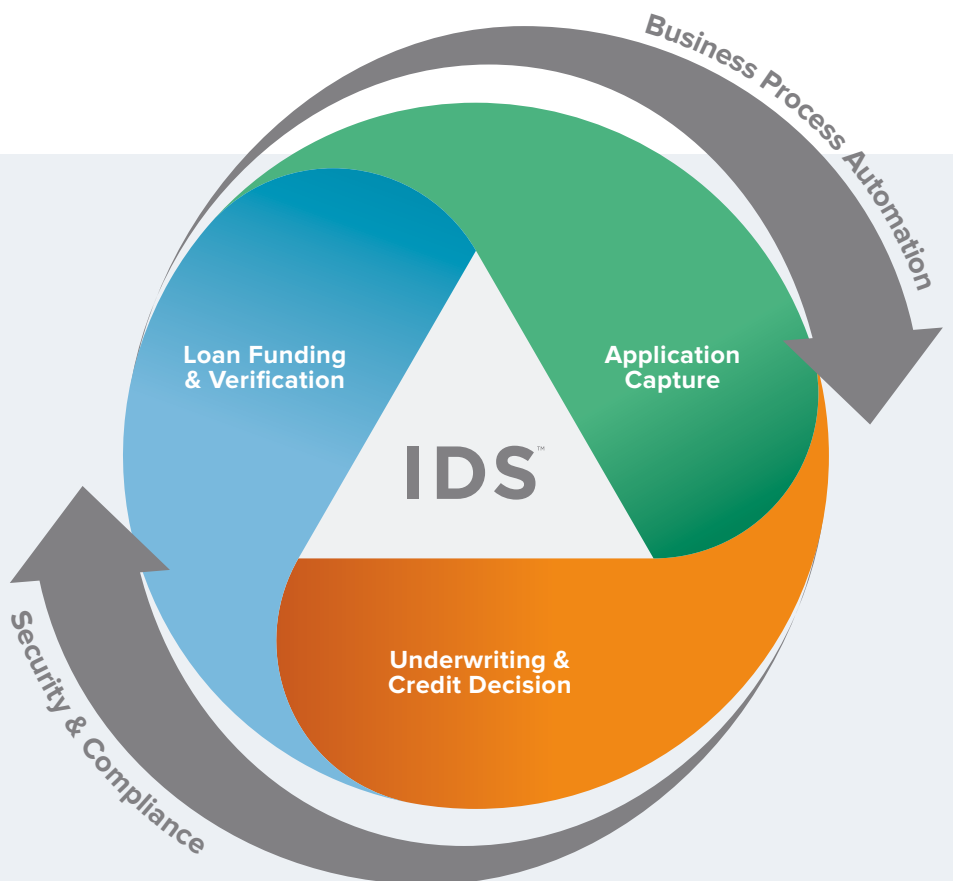 Business Process Automation
Loan Funding
& Verification
Application
Capture
IDS™
Underwriting &
Credit Decision
Security & Compliance